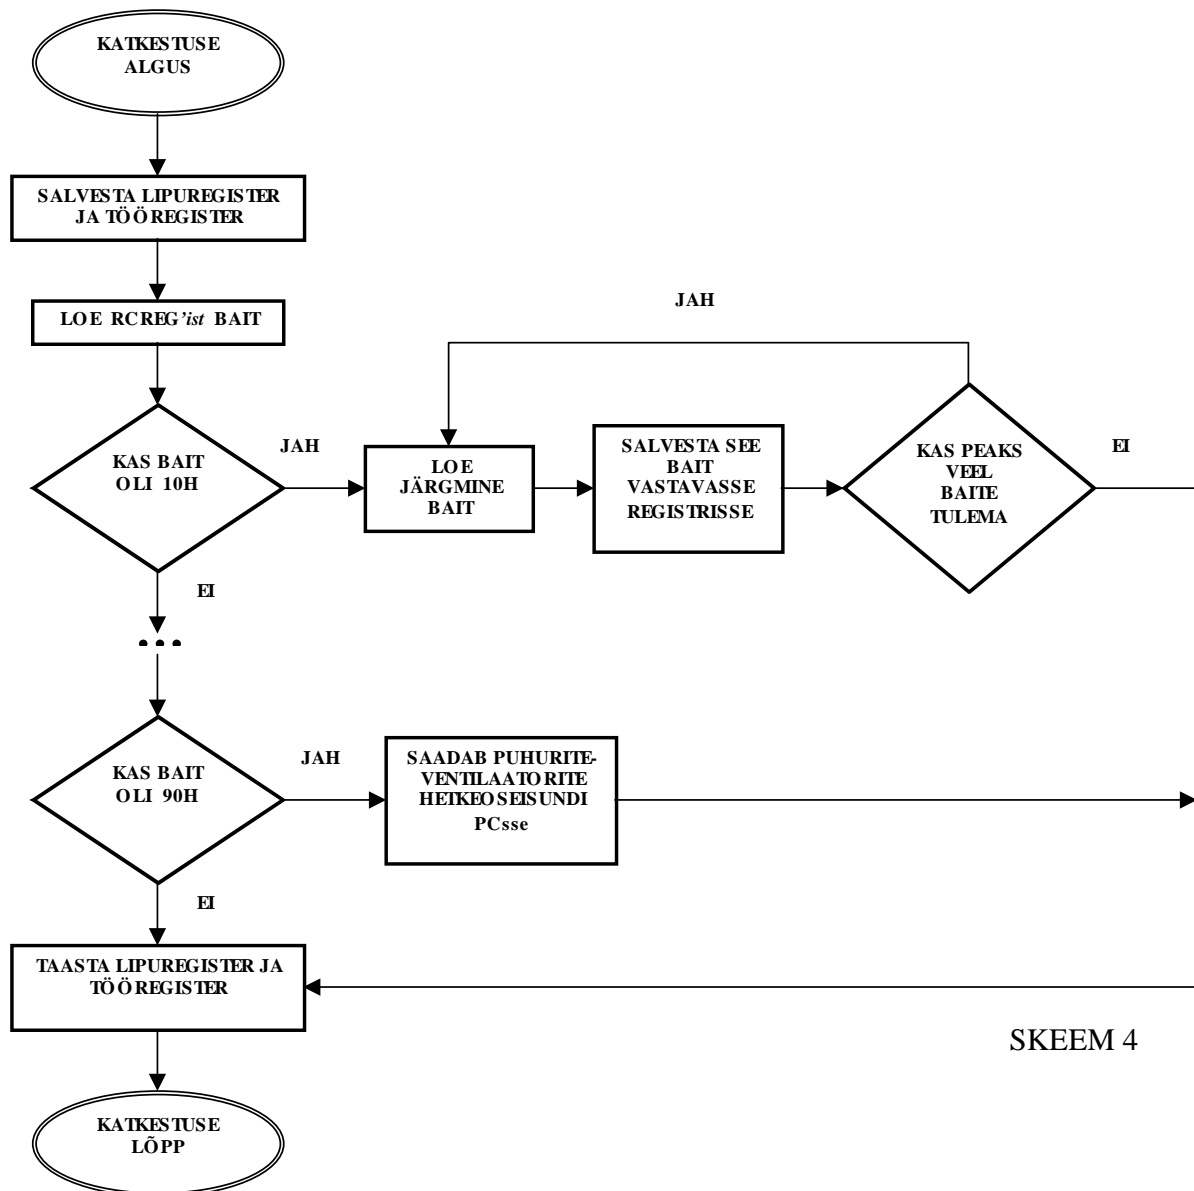 KATKESTUSE
ALGUS
SALVESTA LIPUREGISTER
JA TÖÖREGISTER
LOE RCREG'ist BAIT
JAH
KAS BAIT
OLI 10H
JAH
LOE
JÄRGMINE
BAIT
SALVESTA SEE
BAIT
VASTAVASSE
REGISTRISSE
KAS PEAKS
VEEL
BAITE
TULEMA
EI
EI
KAS BAIT
OLI 90H
JAH
SAADAB PUHURITE-
VENTILAATORITE
HETKEOSEISUNDI
PCsse
EI
TAASTA LIPUREGISTER JA
TÖÖREGISTER
SKEEM 4
KATKESTUSE
LÕPP